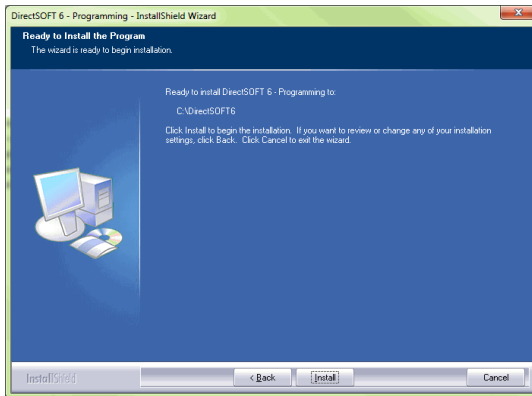 DirectSOFT 6 - Programming - InstallShield Wizard
Ready to Install the Program
The wizard is ready to begin installation.
Ready to install DirectSOFT 6 - Programming to:
C:\DirectSOFT6
Click Install to begin the installation. If you want to review or change any of your installation
settings, click Back. Click Cancel to exit the wizard.
InstallShield
< Back Install Cancel